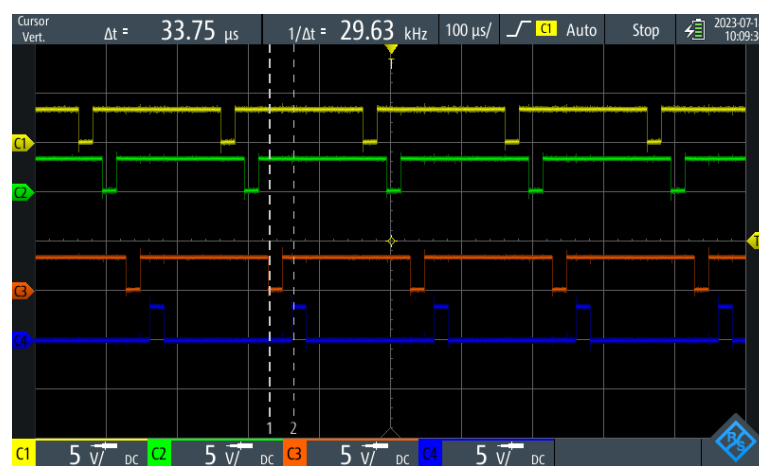 Cursor Vert. Δt = 33.75 µs 1/Δt = 29.63 kHz 100 µs/ C1 Auto Stop 2023-07-1 10:09:3
T
C1
C2
T
C3
C4
1 2
C1 5 V/ DC C2 5 V/ DC C3 5 V/ DC C4 5 V/ DC R&S